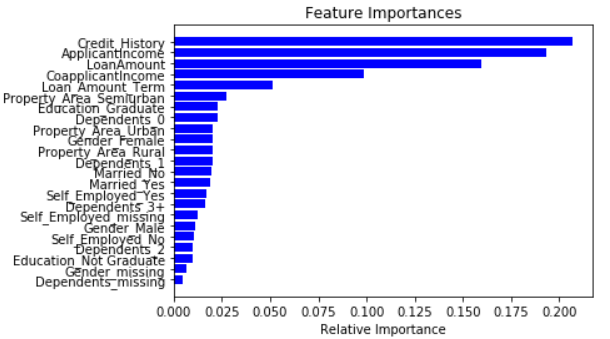 Feature Importances
Credit_History
ApplicantIncome
LoanAmount
CoapplicantIncome
Loan_Amount_Term
Property_Area_Semiurban
Education_Graduate
Dependents_0
Property_Area_Urban
Gender_Female
Property_Area_Rural
Dependents_1
Married_No
Married_Yes
Self_Employed_Yes
Dependents_3+
Self_Employed_missing
Gender_Male
Self_Employed_No
Dependents_2
Education_Not Graduate
Gender_missing
Dependents_missing
0.000 0.025 0.050 0.075 0.100 0.125 0.150 0.175 0.200
Relative Importance